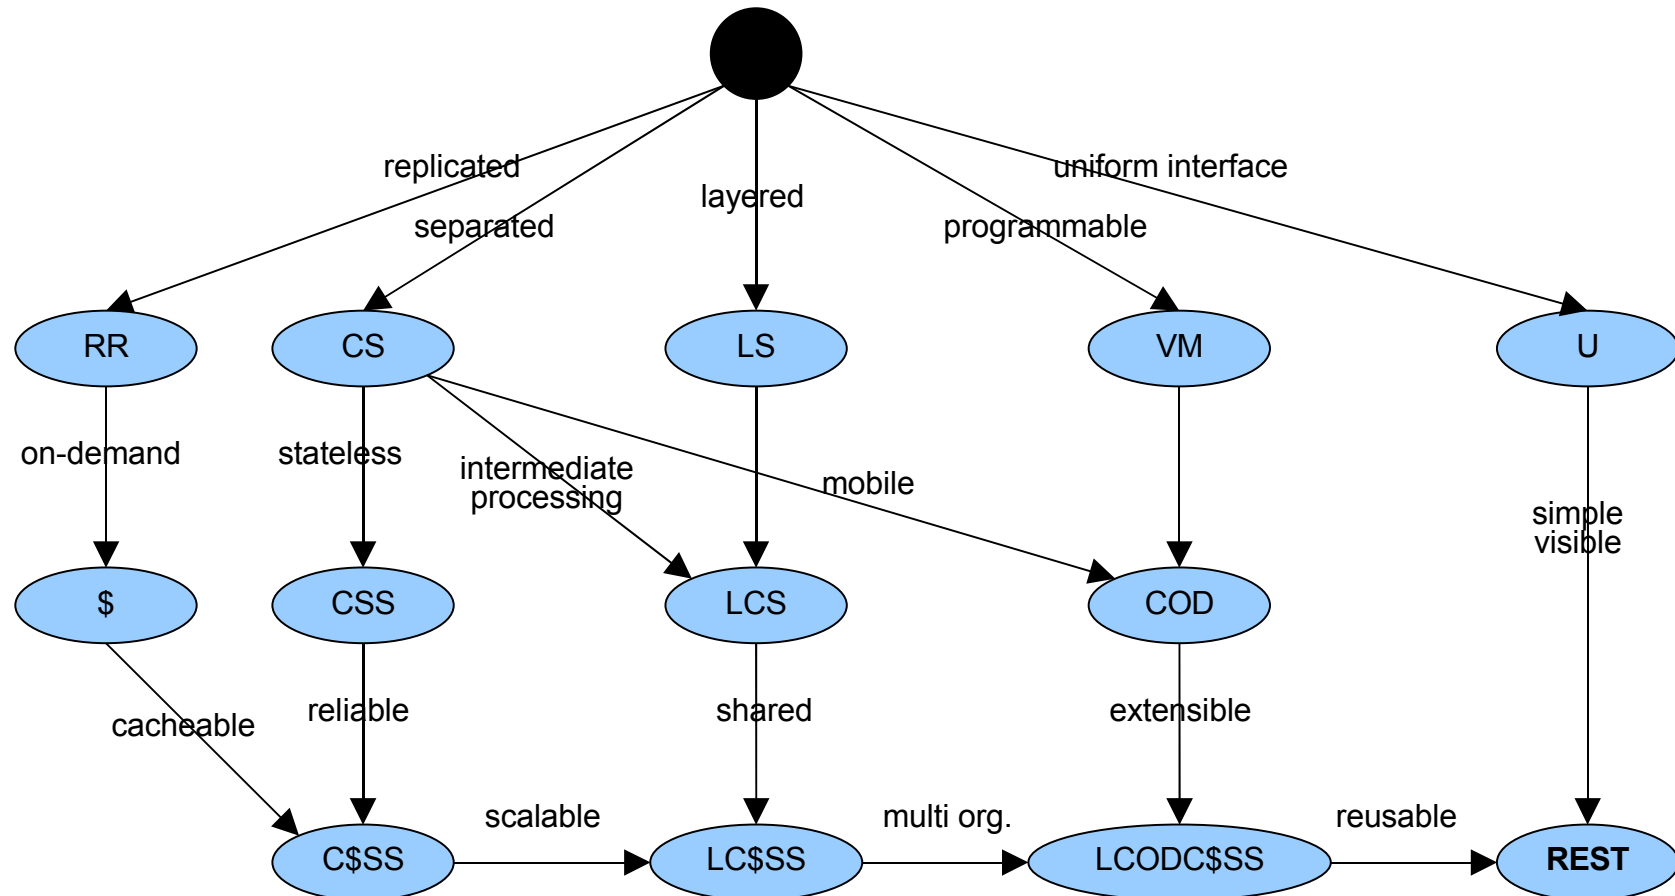 replicated
uniform interface
layered
separated
programmable
RR
CS
LS
VM
U
on-demand
stateless
intermediate
processing
mobile
simple
visible
$
CSS
LCS
COD
cacheable
reliable
shared
extensible
scalable
multi org.
reusable
C$SS
LC$SS
LCODC$SS
REST